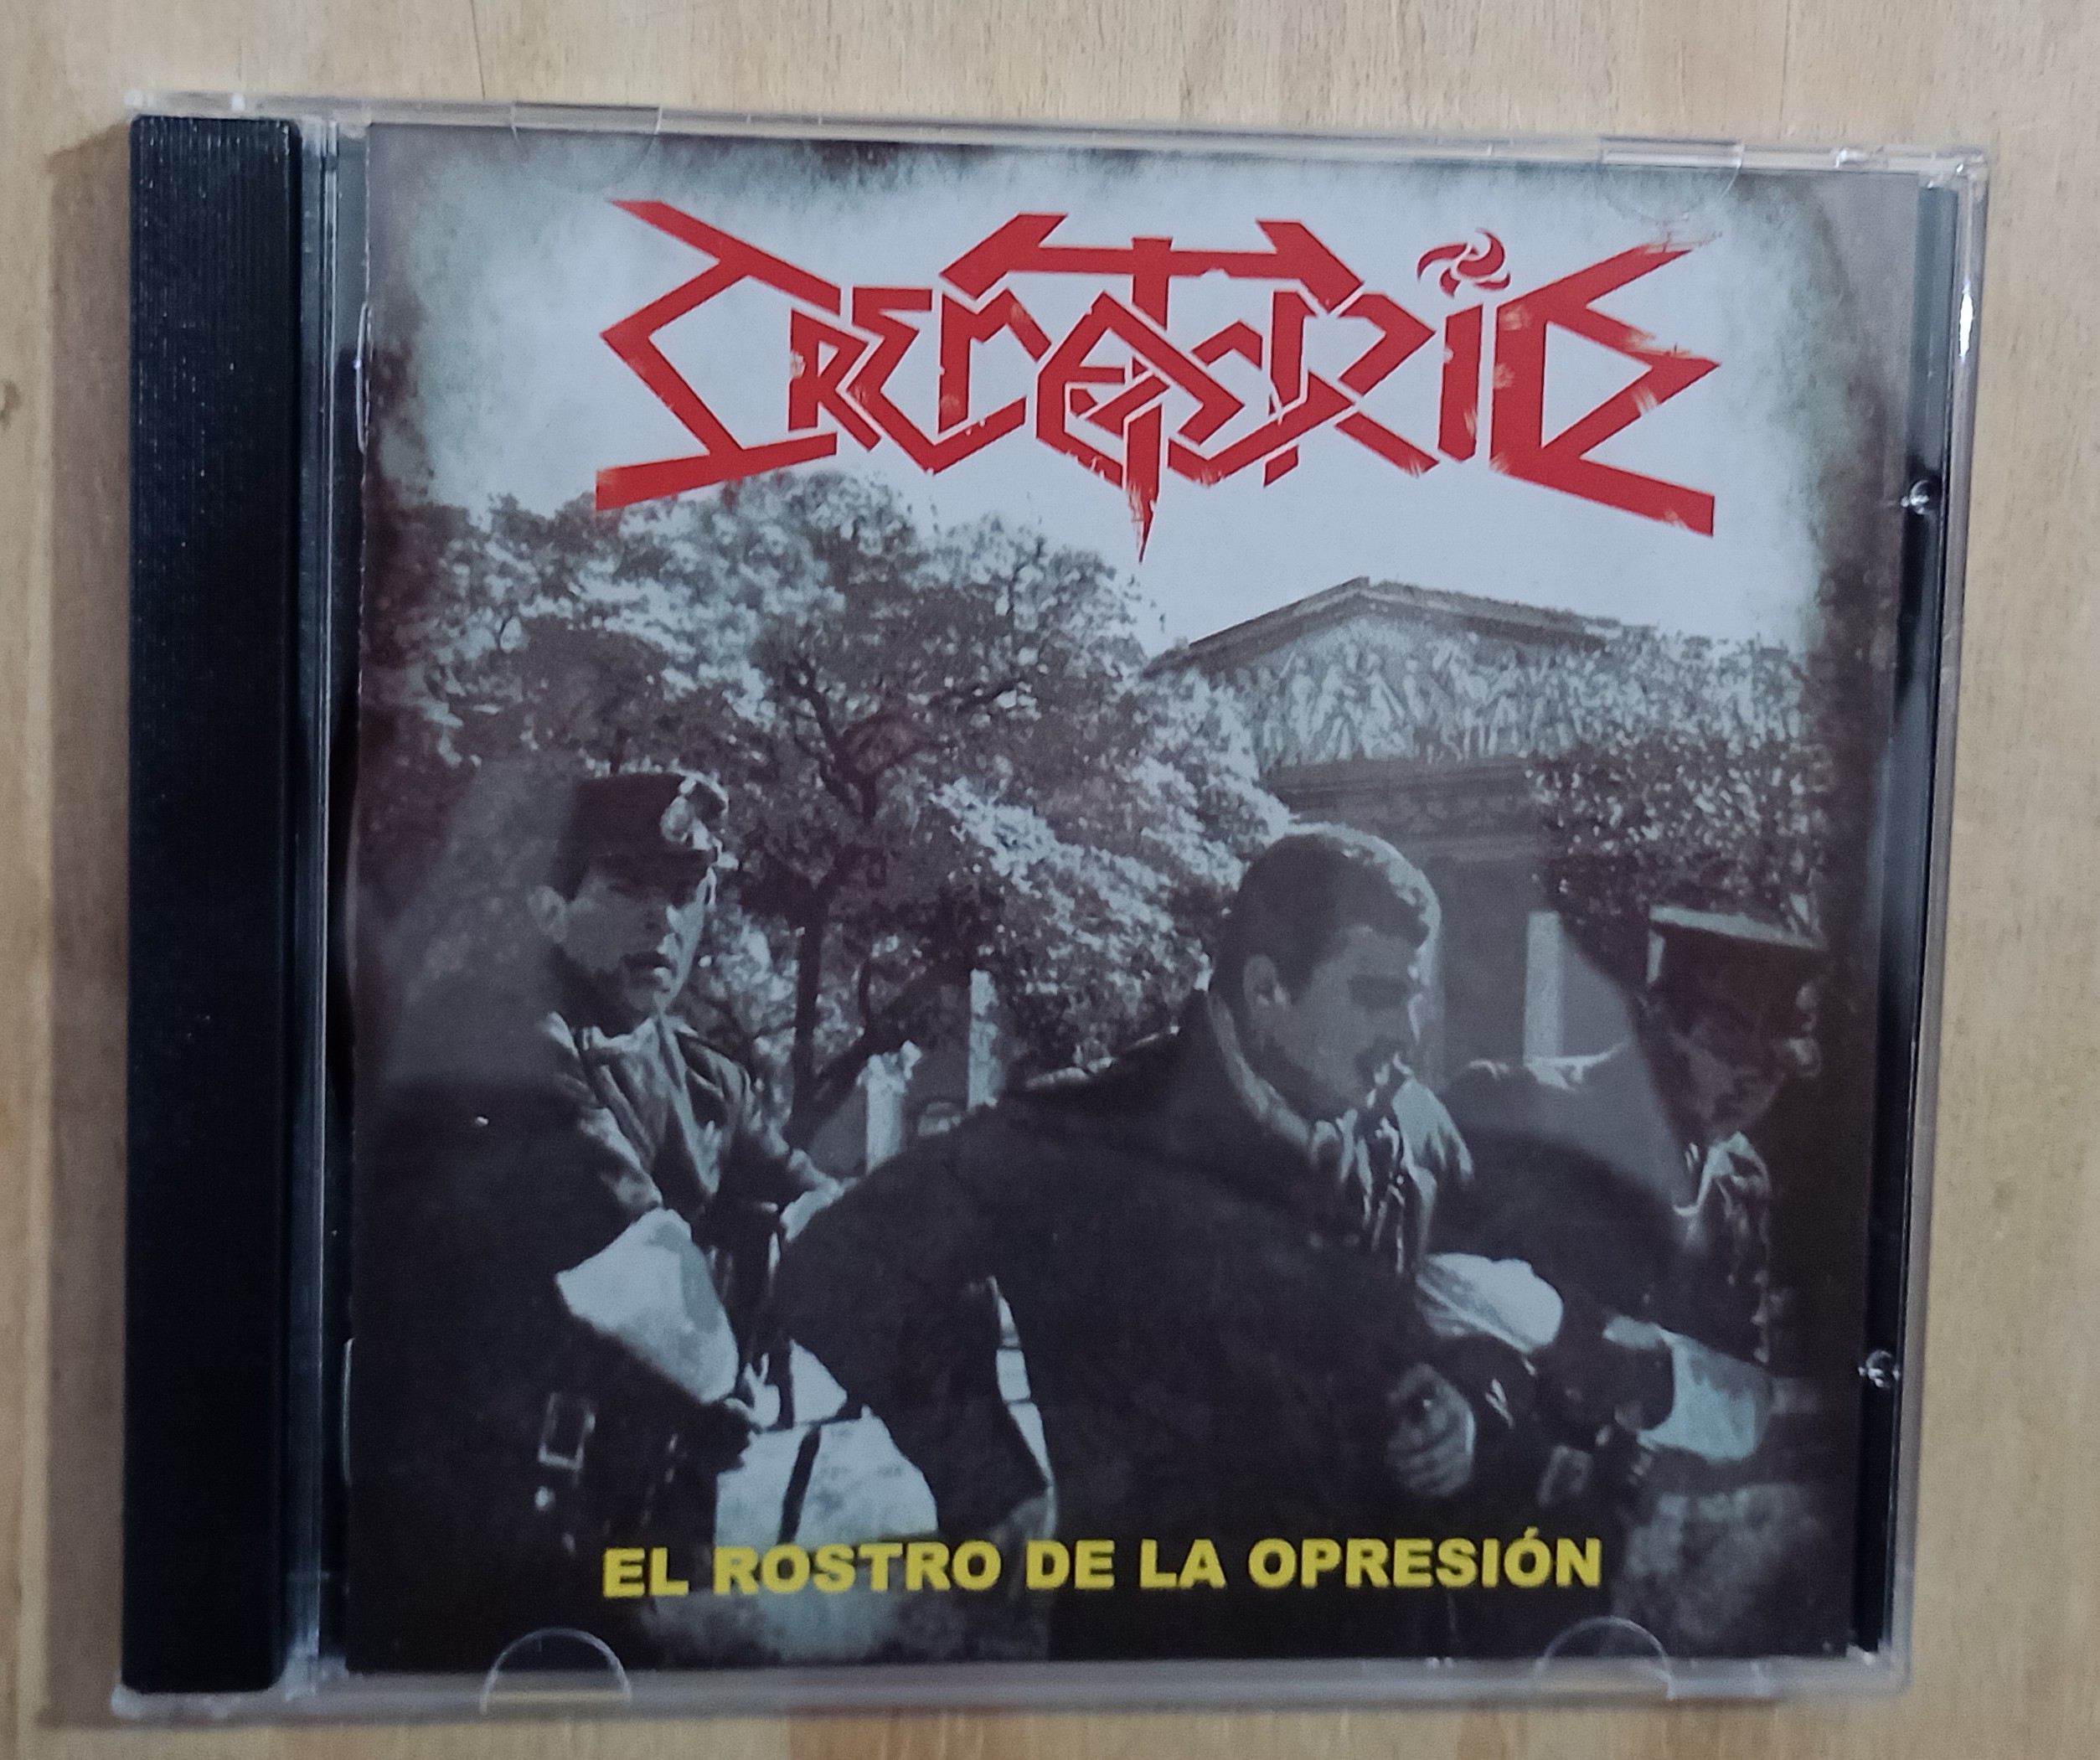 EL ROSTRO DE LA OPRESIÓN